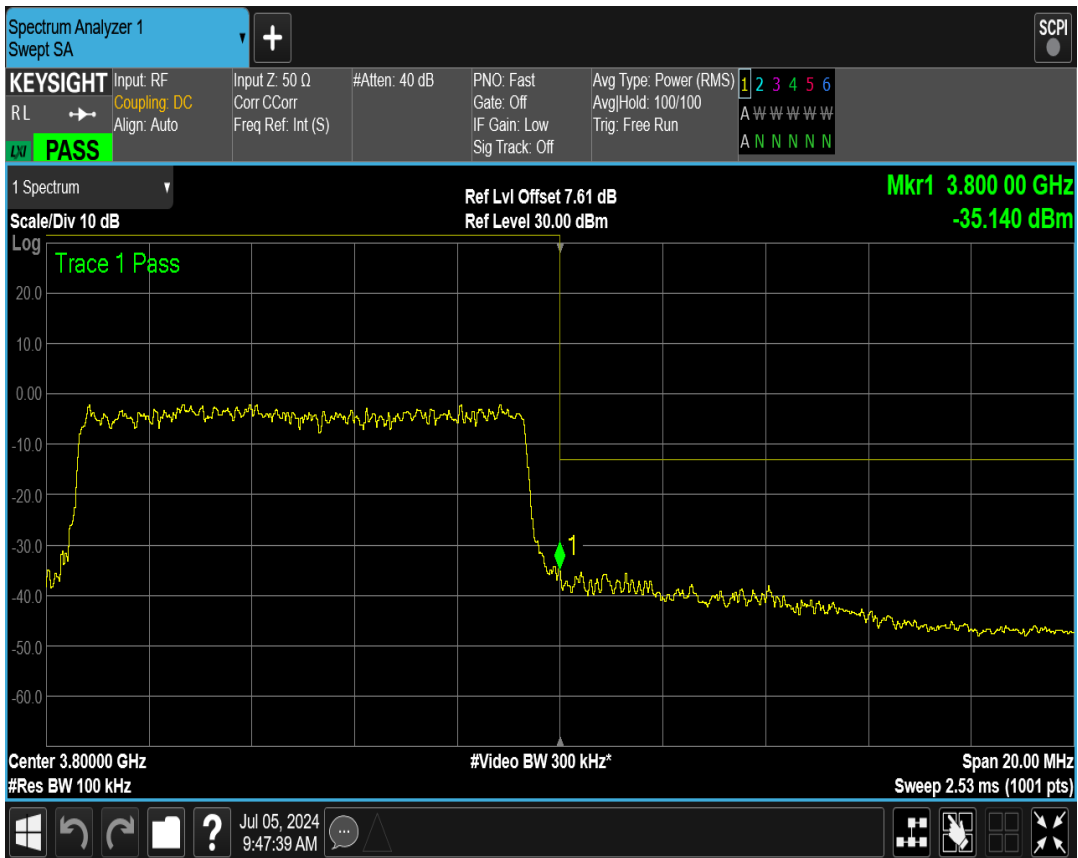 Spectrum Analyzer 1
Swept SA
SCPI
KEYSIGHT
RL
LXI PASS
Input: RF
Coupling: DC
Align: Auto
Input Z: 50 Ω
Corr CCorr
Freq Ref: Int (S)
#Atten: 40 dB
PNO: Fast
Gate: Off
IF Gain: Low
Sig Track: Off
Avg Type: Power (RMS)
Avg|Hold: 100/100
Trig: Free Run
1 2 3 4 5 6
A W W W W W
A N N N N N
1 Spectrum
Scale/Div 10 dB
Ref Lvl Offset 7.61 dB
Ref Level 30.00 dBm
Mkr1 3.800 00 GHz
-35.140 dBm
Log
Trace 1 Pass
20.0
10.0
0.00
-10.0
-20.0
-30.0
1
-40.0
-50.0
-60.0
Center 3.80000 GHz
#Video BW 300 kHz*
Span 20.00 MHz
#Res BW 100 kHz
Sweep 2.53 ms (1001 pts)
?
Jul 05, 2024
9:47:39 AM